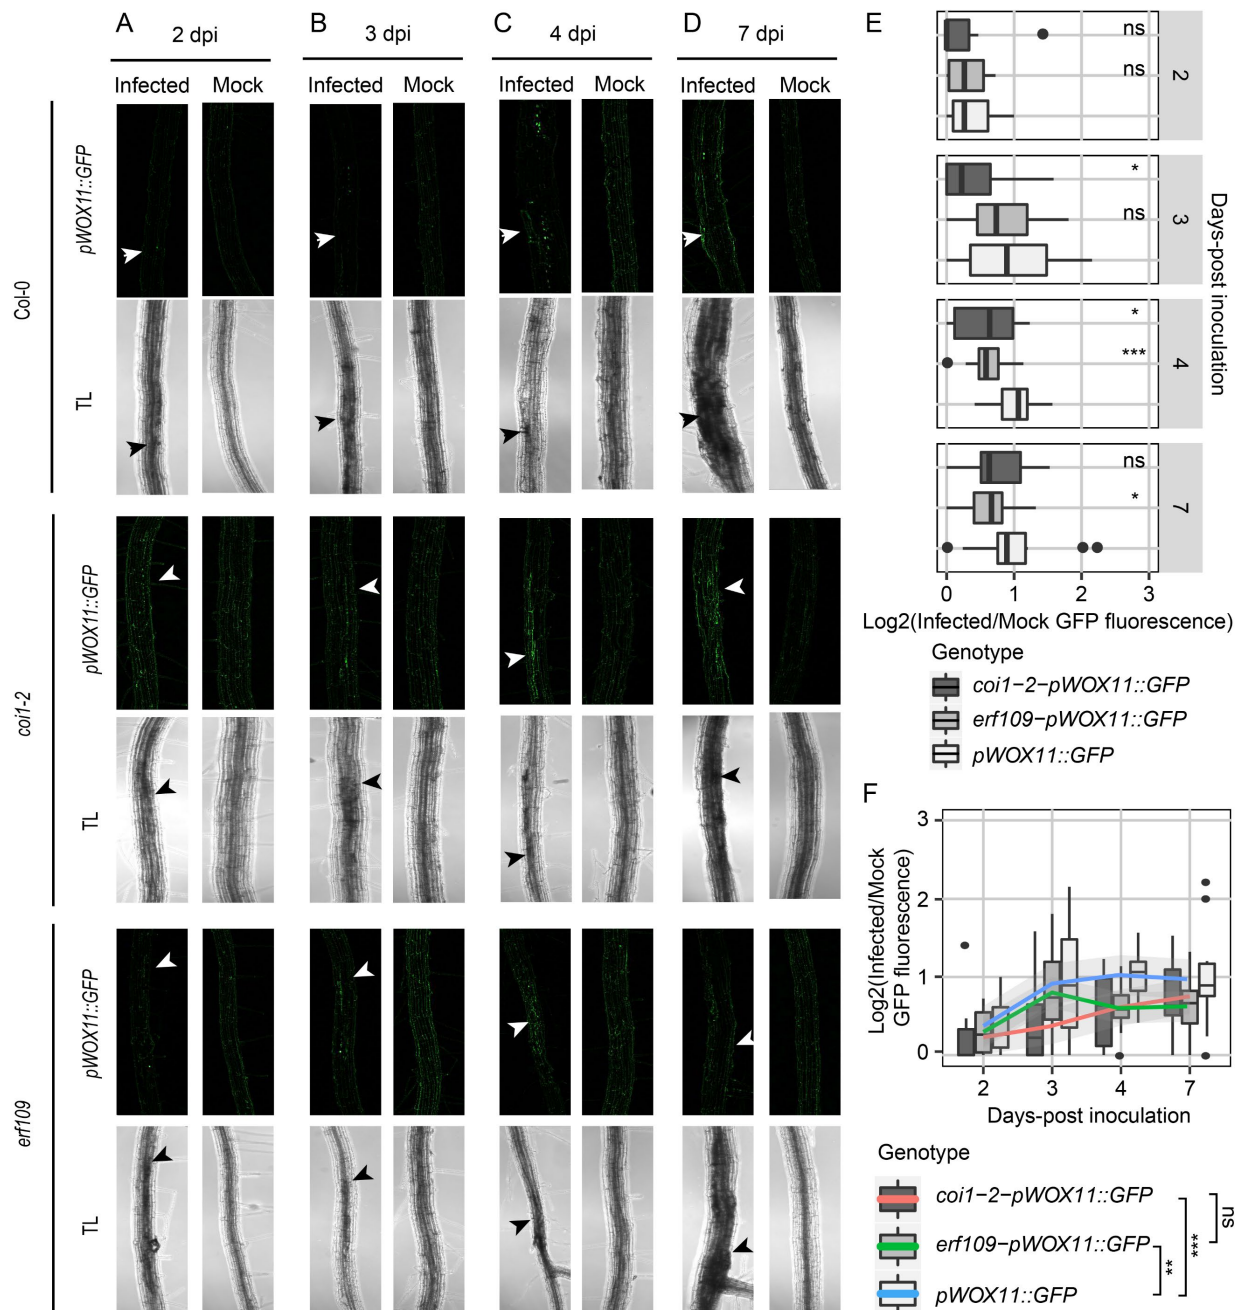 A
2 dpi
B
3 dpi
C
4 dpi
D
7 dpi
Infected
Mock
Infected
Mock
Infected
Mock
Infected
Mock
Col-0
pWOX11::GFP
TL
coi1-2
pWOX11::GFP
TL
erf109
pWOX11::GFP
TL
E
ns
ns
2
*
ns
3
*
***
4
ns
*
7
Days-post inoculation
0
1
2
3
Log2(Infected/Mock GFP fluorescence)
Genotype
coi1−2−pWOX11::GFP
erf109−pWOX11::GFP
pWOX11::GFP
F
Log2(Infected/Mock
GFP fluorescence)
3
2
1
0
2
3
4
7
Days-post inoculation
Genotype
coi1−2−pWOX11::GFP
erf109−pWOX11::GFP
pWOX11::GFP
**
***
ns